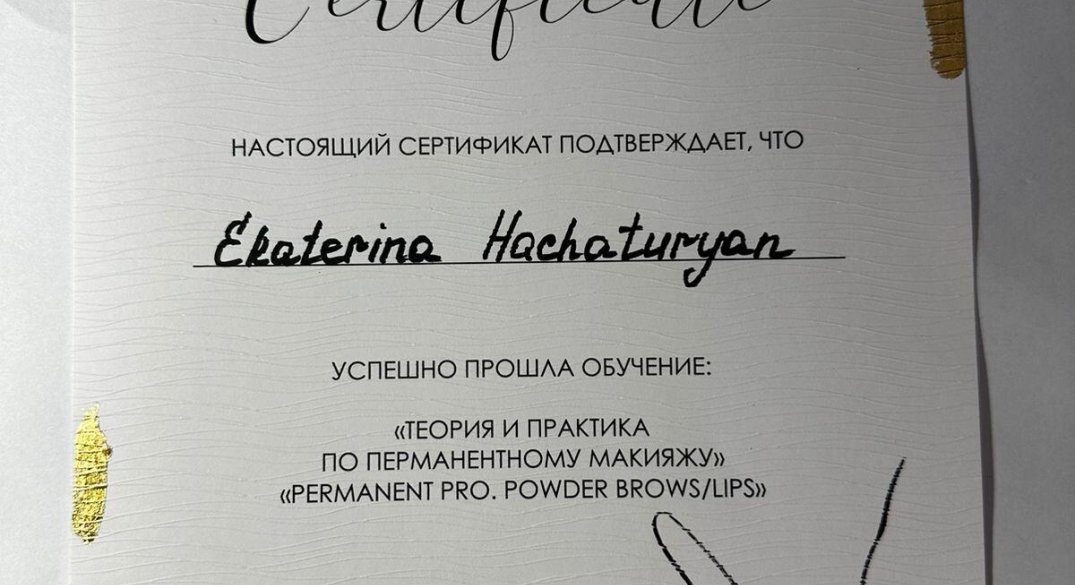 Certificate
НАСТОЯЩИЙ СЕРТИФИКАТ ПОДТВЕРЖДАЕТ, ЧТО
Ekaterina Hachaturyan
УСПЕШНО ПРОШЛА ОБУЧЕНИЕ:
«ТЕОРИЯ И ПРАКТИКА
ПО ПЕРМАНЕНТНОМУ МАКИЯЖУ»
«PERMANENT PRO. POWDER BROWS/LIPS»